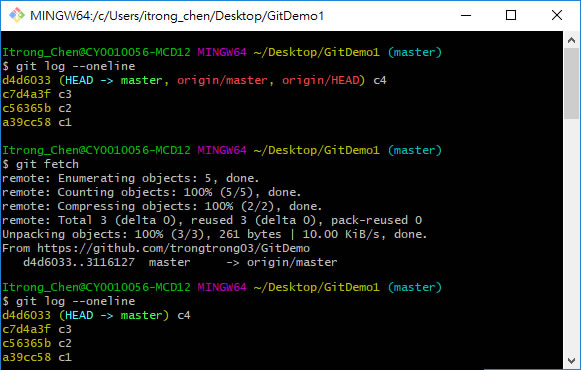 MINGW64:/c/Users/itrong_chen/Desktop/GitDemo1
Itrong_Chen@CY0010056-MCD12 MINGW64 ~/Desktop/GitDemo1 (master)
$ git log --oneline
d4d6033 (HEAD -> master, origin/master, origin/HEAD) c4
c7d4a3f c3
c56365b c2
a39cc58 c1
Itrong_Chen@CY0010056-MCD12 MINGW64 ~/Desktop/GitDemo1 (master)
$ git fetch
remote: Enumerating objects: 5, done.
remote: Counting objects: 100% (5/5), done.
remote: Compressing objects: 100% (2/2), done.
remote: Total 3 (delta 0), reused 3 (delta 0), pack-reused 0
Unpacking objects: 100% (3/3), 261 bytes | 10.00 KiB/s, done.
From https://github.com/trongtrong03/GitDemo
   d4d6033..3116127  master     -> origin/master
Itrong_Chen@CY0010056-MCD12 MINGW64 ~/Desktop/GitDemo1 (master)
$ git log --oneline
d4d6033 (HEAD -> master) c4
c7d4a3f c3
c56365b c2
a39cc58 c1